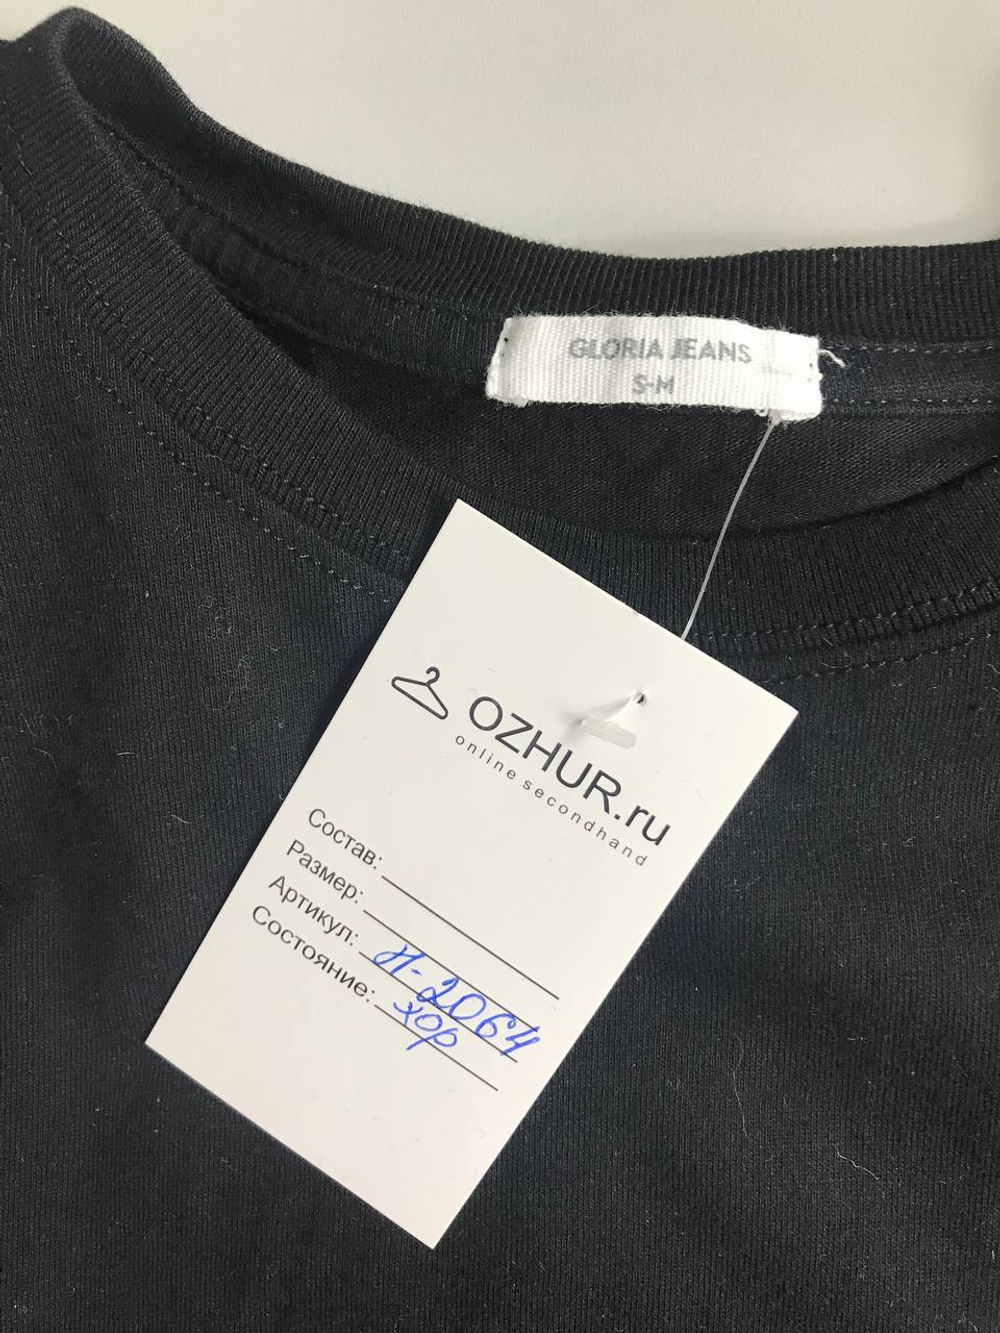 GLORIA JEANS
S-M
OZHUR.ru
online secondhand
Состав:
Размер:
Артикул: Н-2064
Состояние: хор